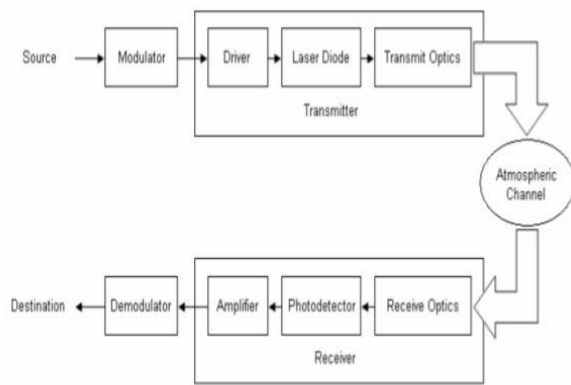 Source
Modulator
Driver
Laser Diode
Transmit Optics
Transmitter
Atmospheric
Channel
Destination
Demodulator
Amplifier
Photodetector
Receive Optics
Receiver